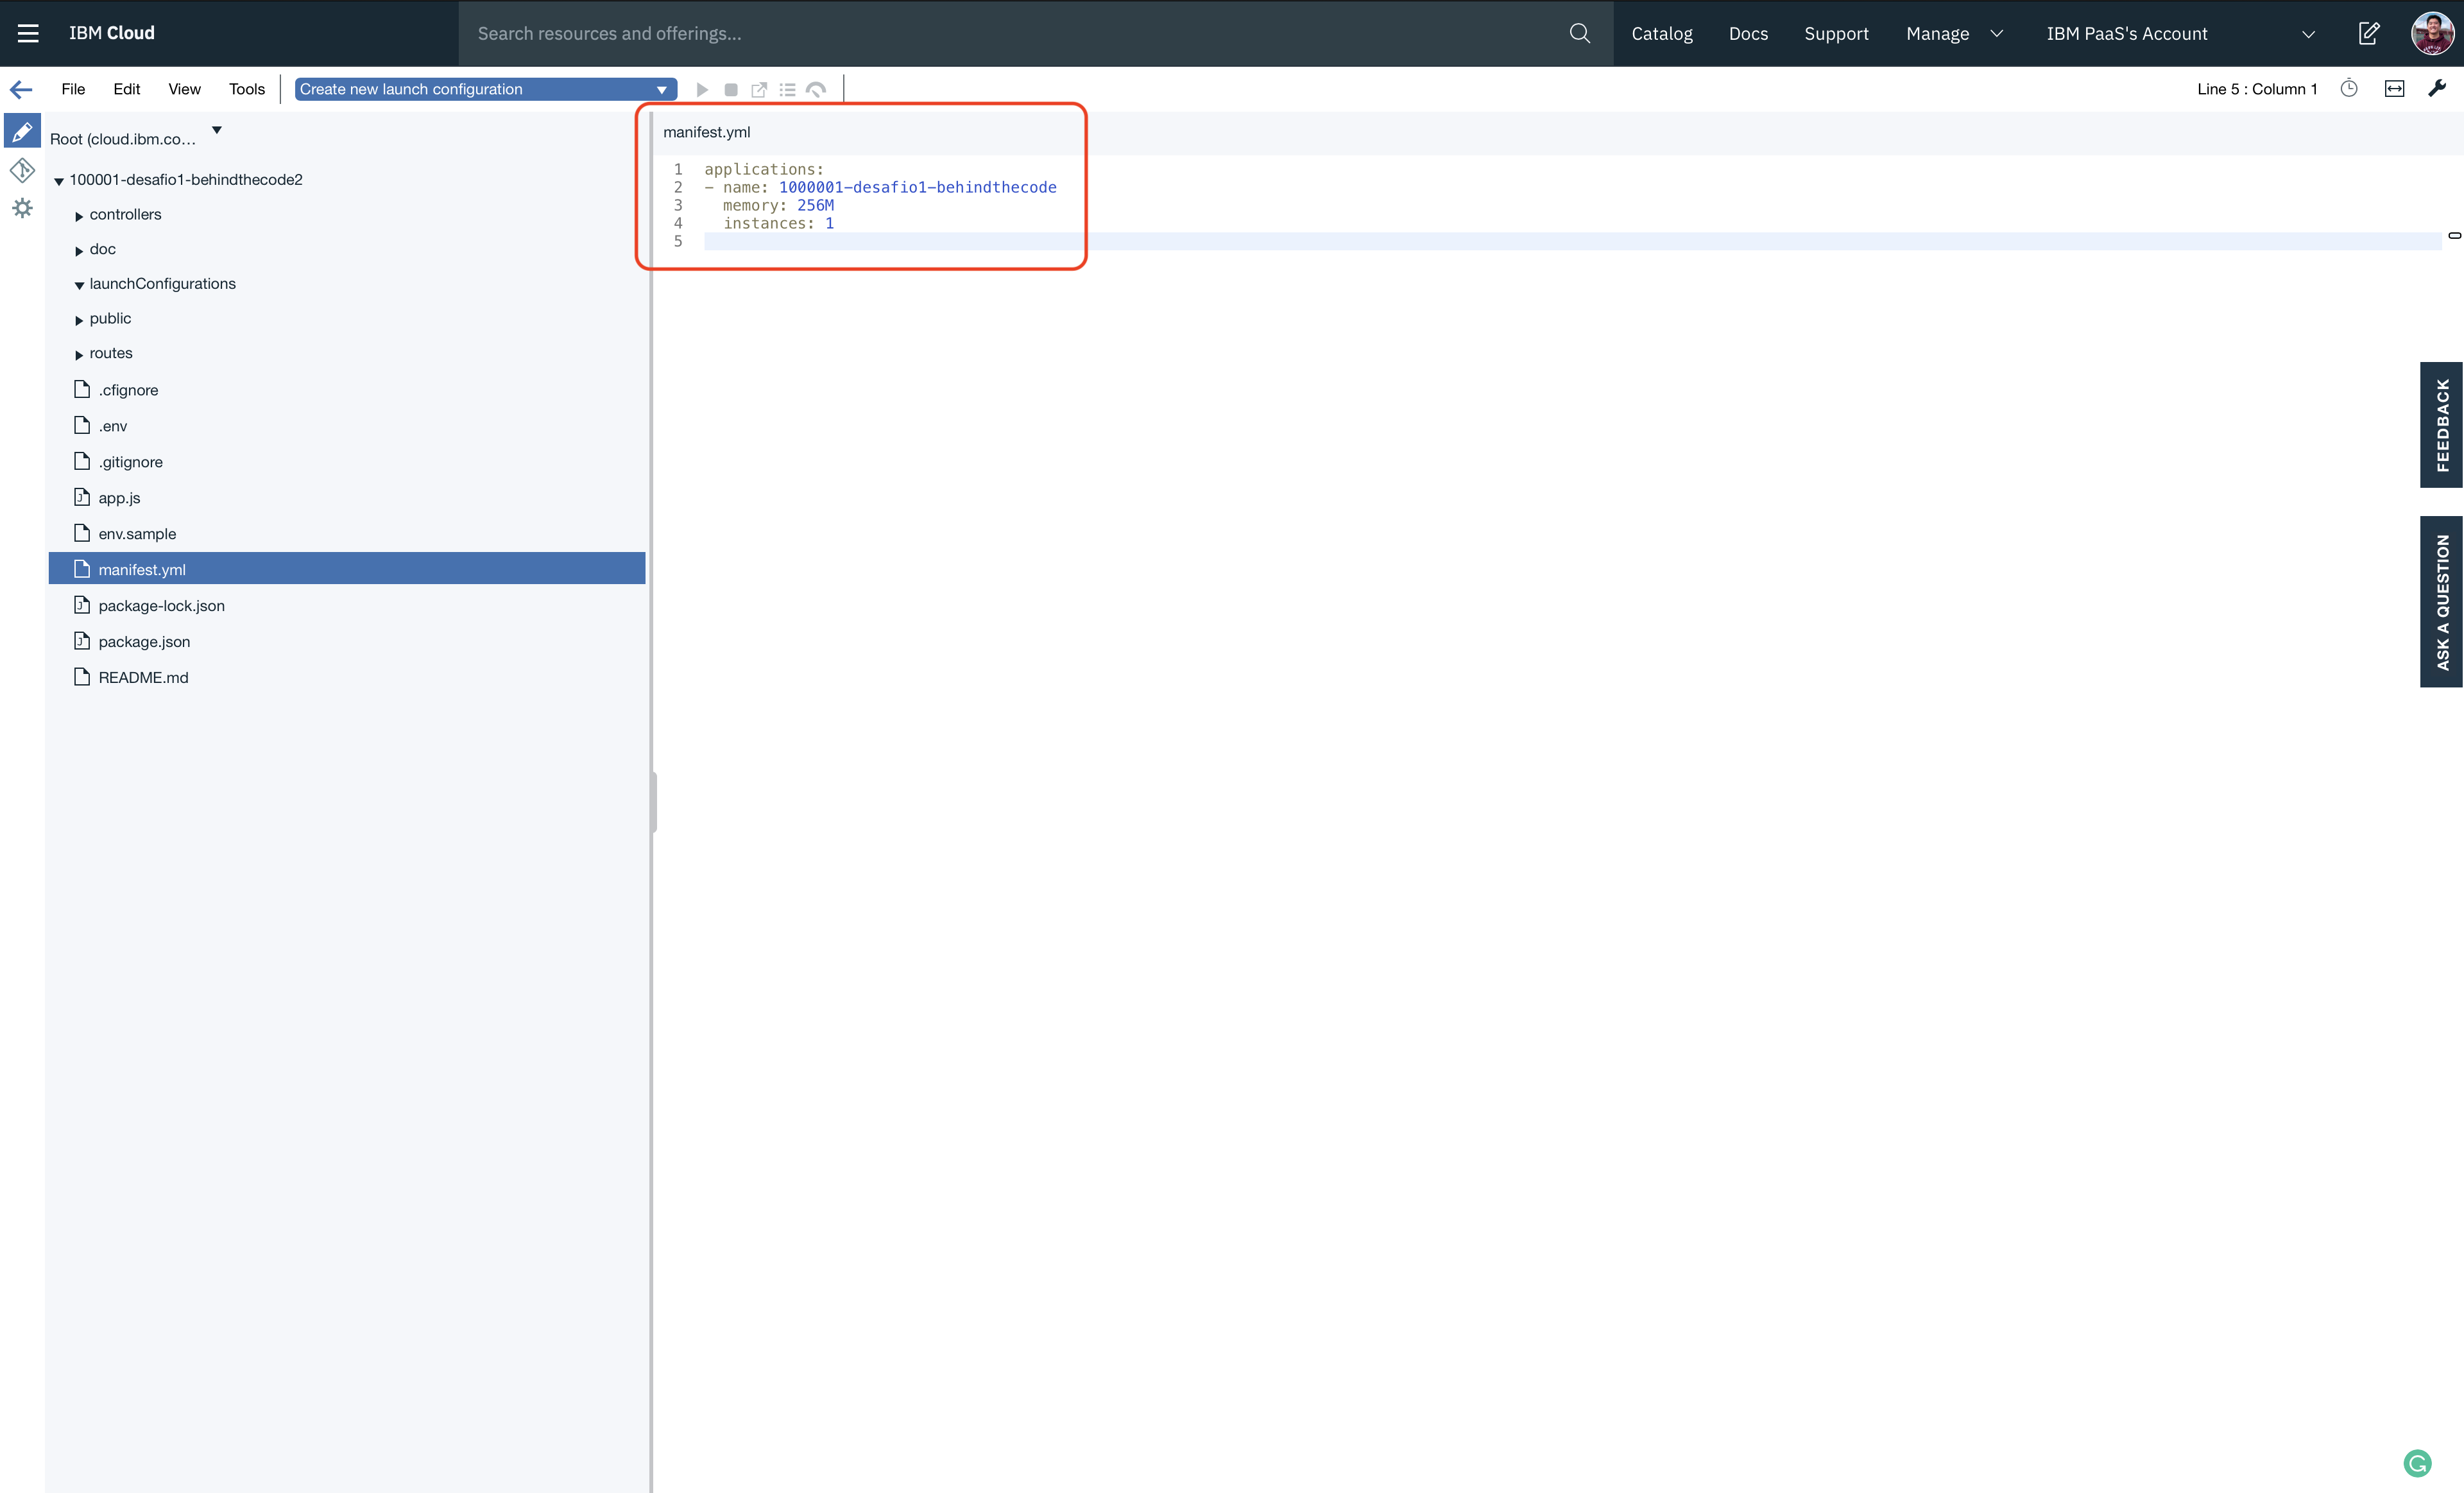 IBM Cloud
Search resources and offerings...
Catalog
Docs
Support
Manage
IBM PaaS's Account
File
Edit
View
Tools
Create new launch configuration
Line 5 : Column 1
Root (cloud.ibm.co...
100001-desafio1-behindthecode2
controllers
doc
launchConfigurations
public
routes
.cfignore
.env
.gitignore
app.js
env.sample
manifest.yml
package-lock.json
package.json
README.md
manifest.yml
1 applications:
2 - name: 1000001-desafio1-behindthecode
3 memory: 256M
4 instances: 1
5
FEEDBACK
ASK A QUESTION